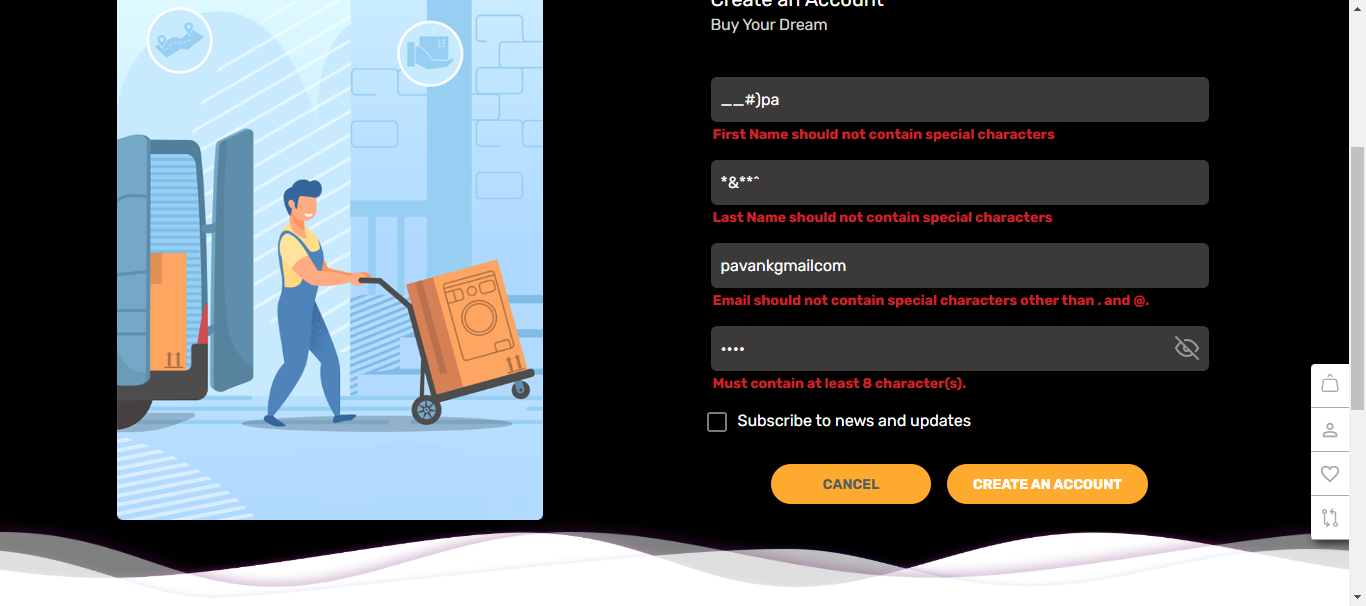 Create an Account
Buy Your Dream
__#)pa
First Name should not contain special characters
*&**^
Last Name should not contain special characters
pavankgmailcom
Email should not contain special characters other than . and @.
••••
Must contain at least 8 character(s).
Subscribe to news and updates
CANCEL
CREATE AN ACCOUNT